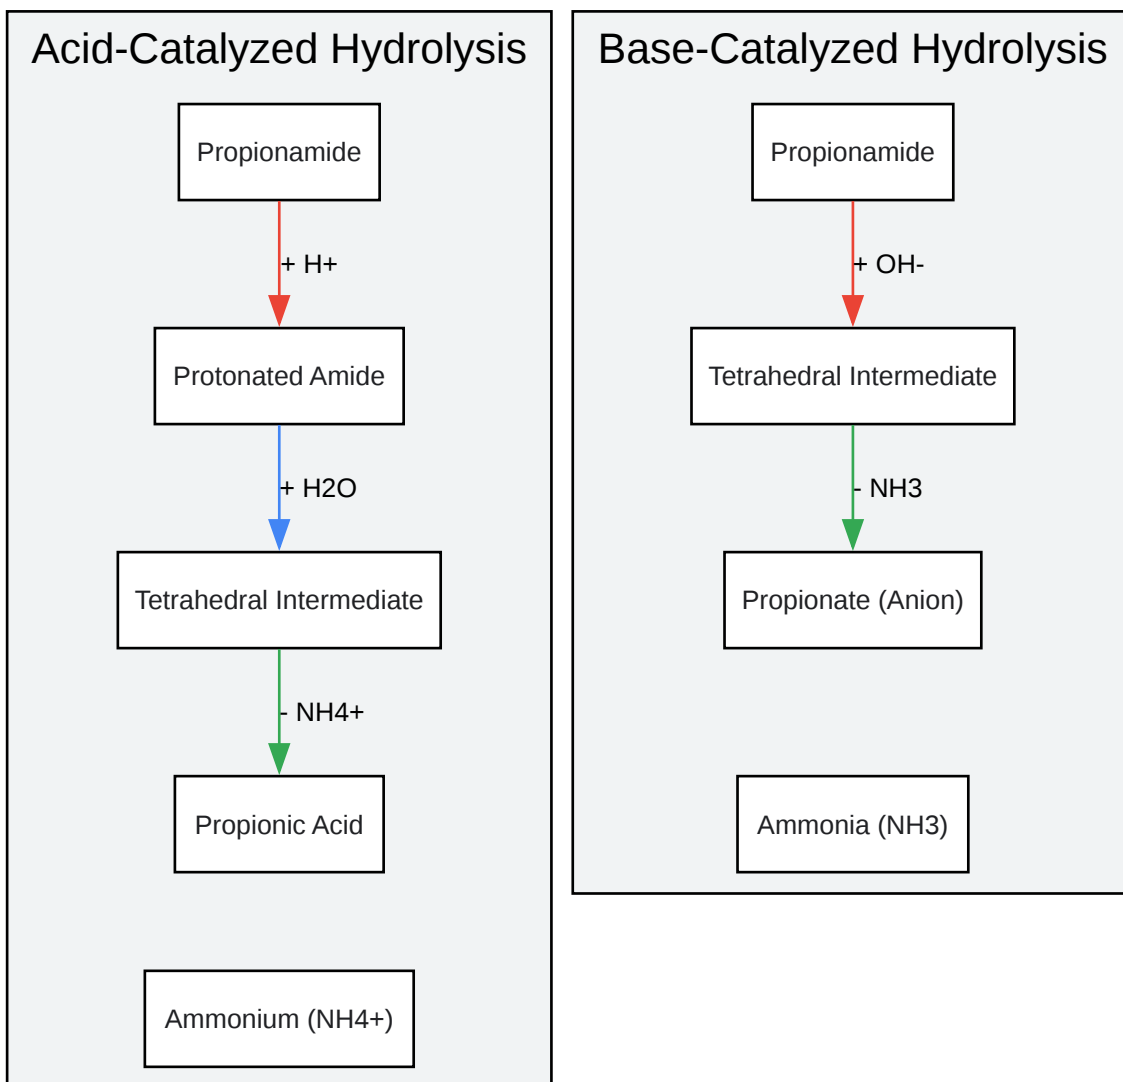 Acid-Catalyzed Hydrolysis
Propionamide
+ H+
Protonated Amide
+ H2O
Tetrahedral Intermediate
- NH4+
Propionic Acid
Ammonium (NH4+)
Base-Catalyzed Hydrolysis
Propionamide
+ OH-
Tetrahedral Intermediate
- NH3
Propionate (Anion)
Ammonia (NH3)